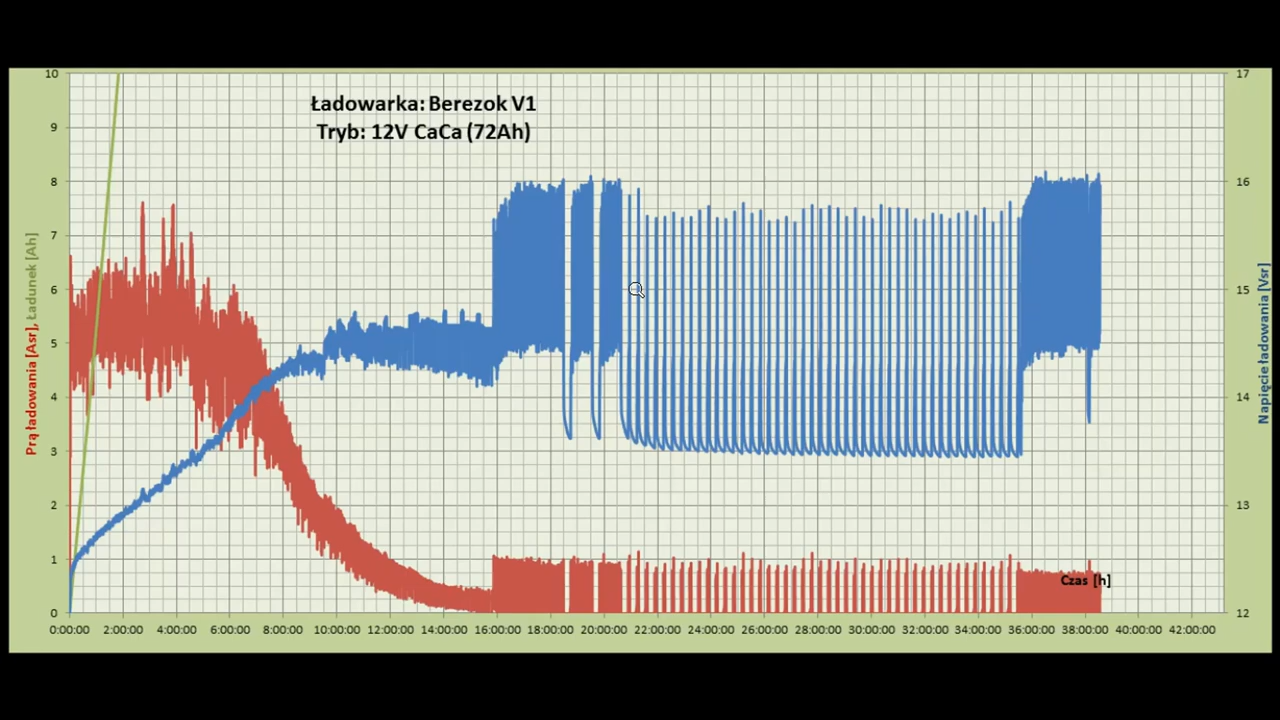 Ładowarka: Berezok V1
Tryb: 12V CaCa (72Ah)
Prą ładowania [Asr], Ładunek [Ah]
10
9
8
7
6
5
4
3
2
1
0
17
16
15
14
13
12
Napięcie ładowania [Vsr]
Czas [h]
0:00:00 2:00:00 4:00:00 6:00:00 8:00:00 10:00:00 12:00:00 14:00:00 16:00:00 18:00:00 20:00:00 22:00:00 24:00:00 26:00:00 28:00:00 30:00:00 32:00:00 34:00:00 36:00:00 38:00:00 40:00:00 42:00:00